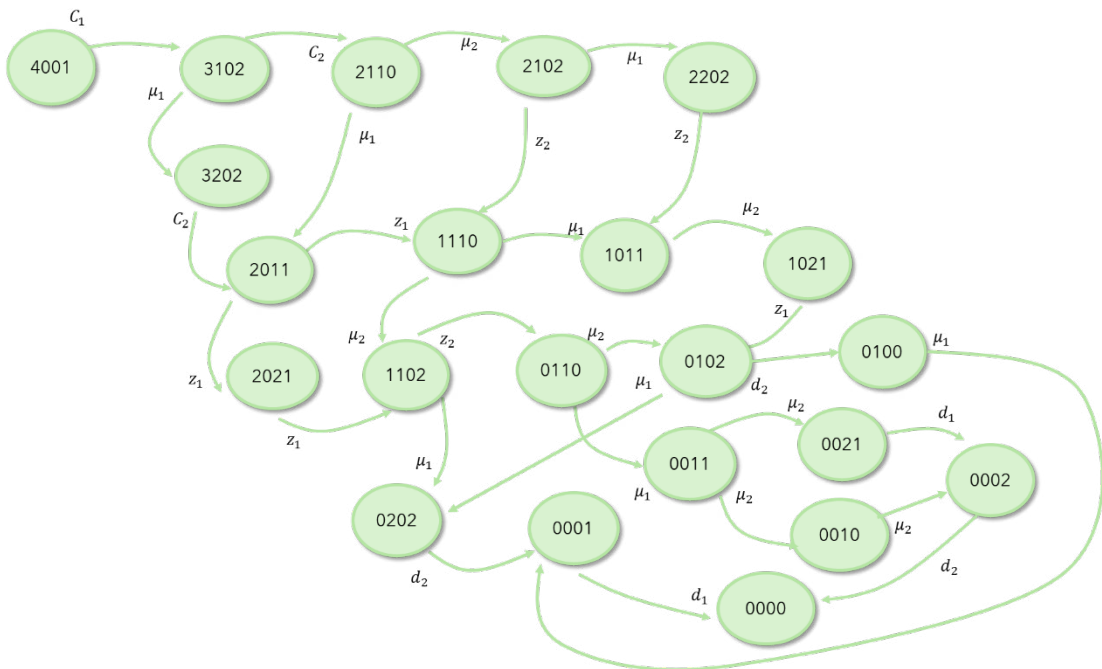 C₁
4001
3102
C₂
2110
μ₂
2102
μ₁
2202
μ₁
3202
μ₁
z₂
z₂
C₂
2011
z₁
1110
μ₁
1011
μ₂
1021
z₁
2021
z₁
μ₂
1102
z₂
0110
μ₂
0102
z₁
d₂
0100
μ₁
μ₁
μ₁
0202
d₂
0001
μ₁
0011
μ₂
0021
d₁
0002
μ₂
0010
μ₂
d₂
d₁
0000